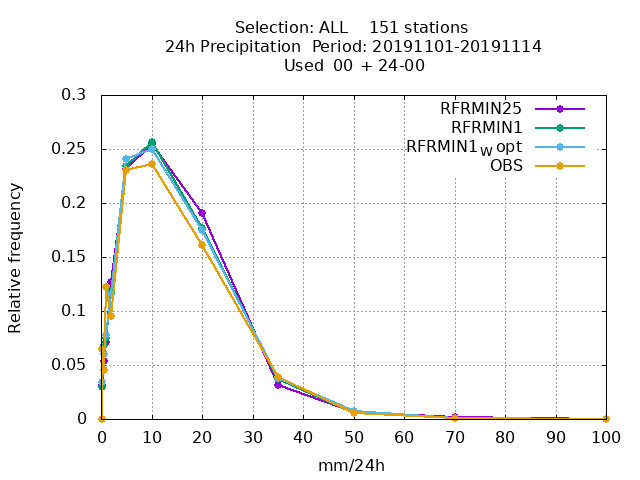 Selection: ALL    151 stations
24h Precipitation  Period: 20191101-20191114
Used  00 + 24-00
0.3
0.25
0.2
0.15
0.1
0.05
0
Relative frequency
RFRMIN25
RFRMIN1
RFRMIN1_W opt
OBS
0 10 20 30 40 50 60 70 80 90 100
mm/24h